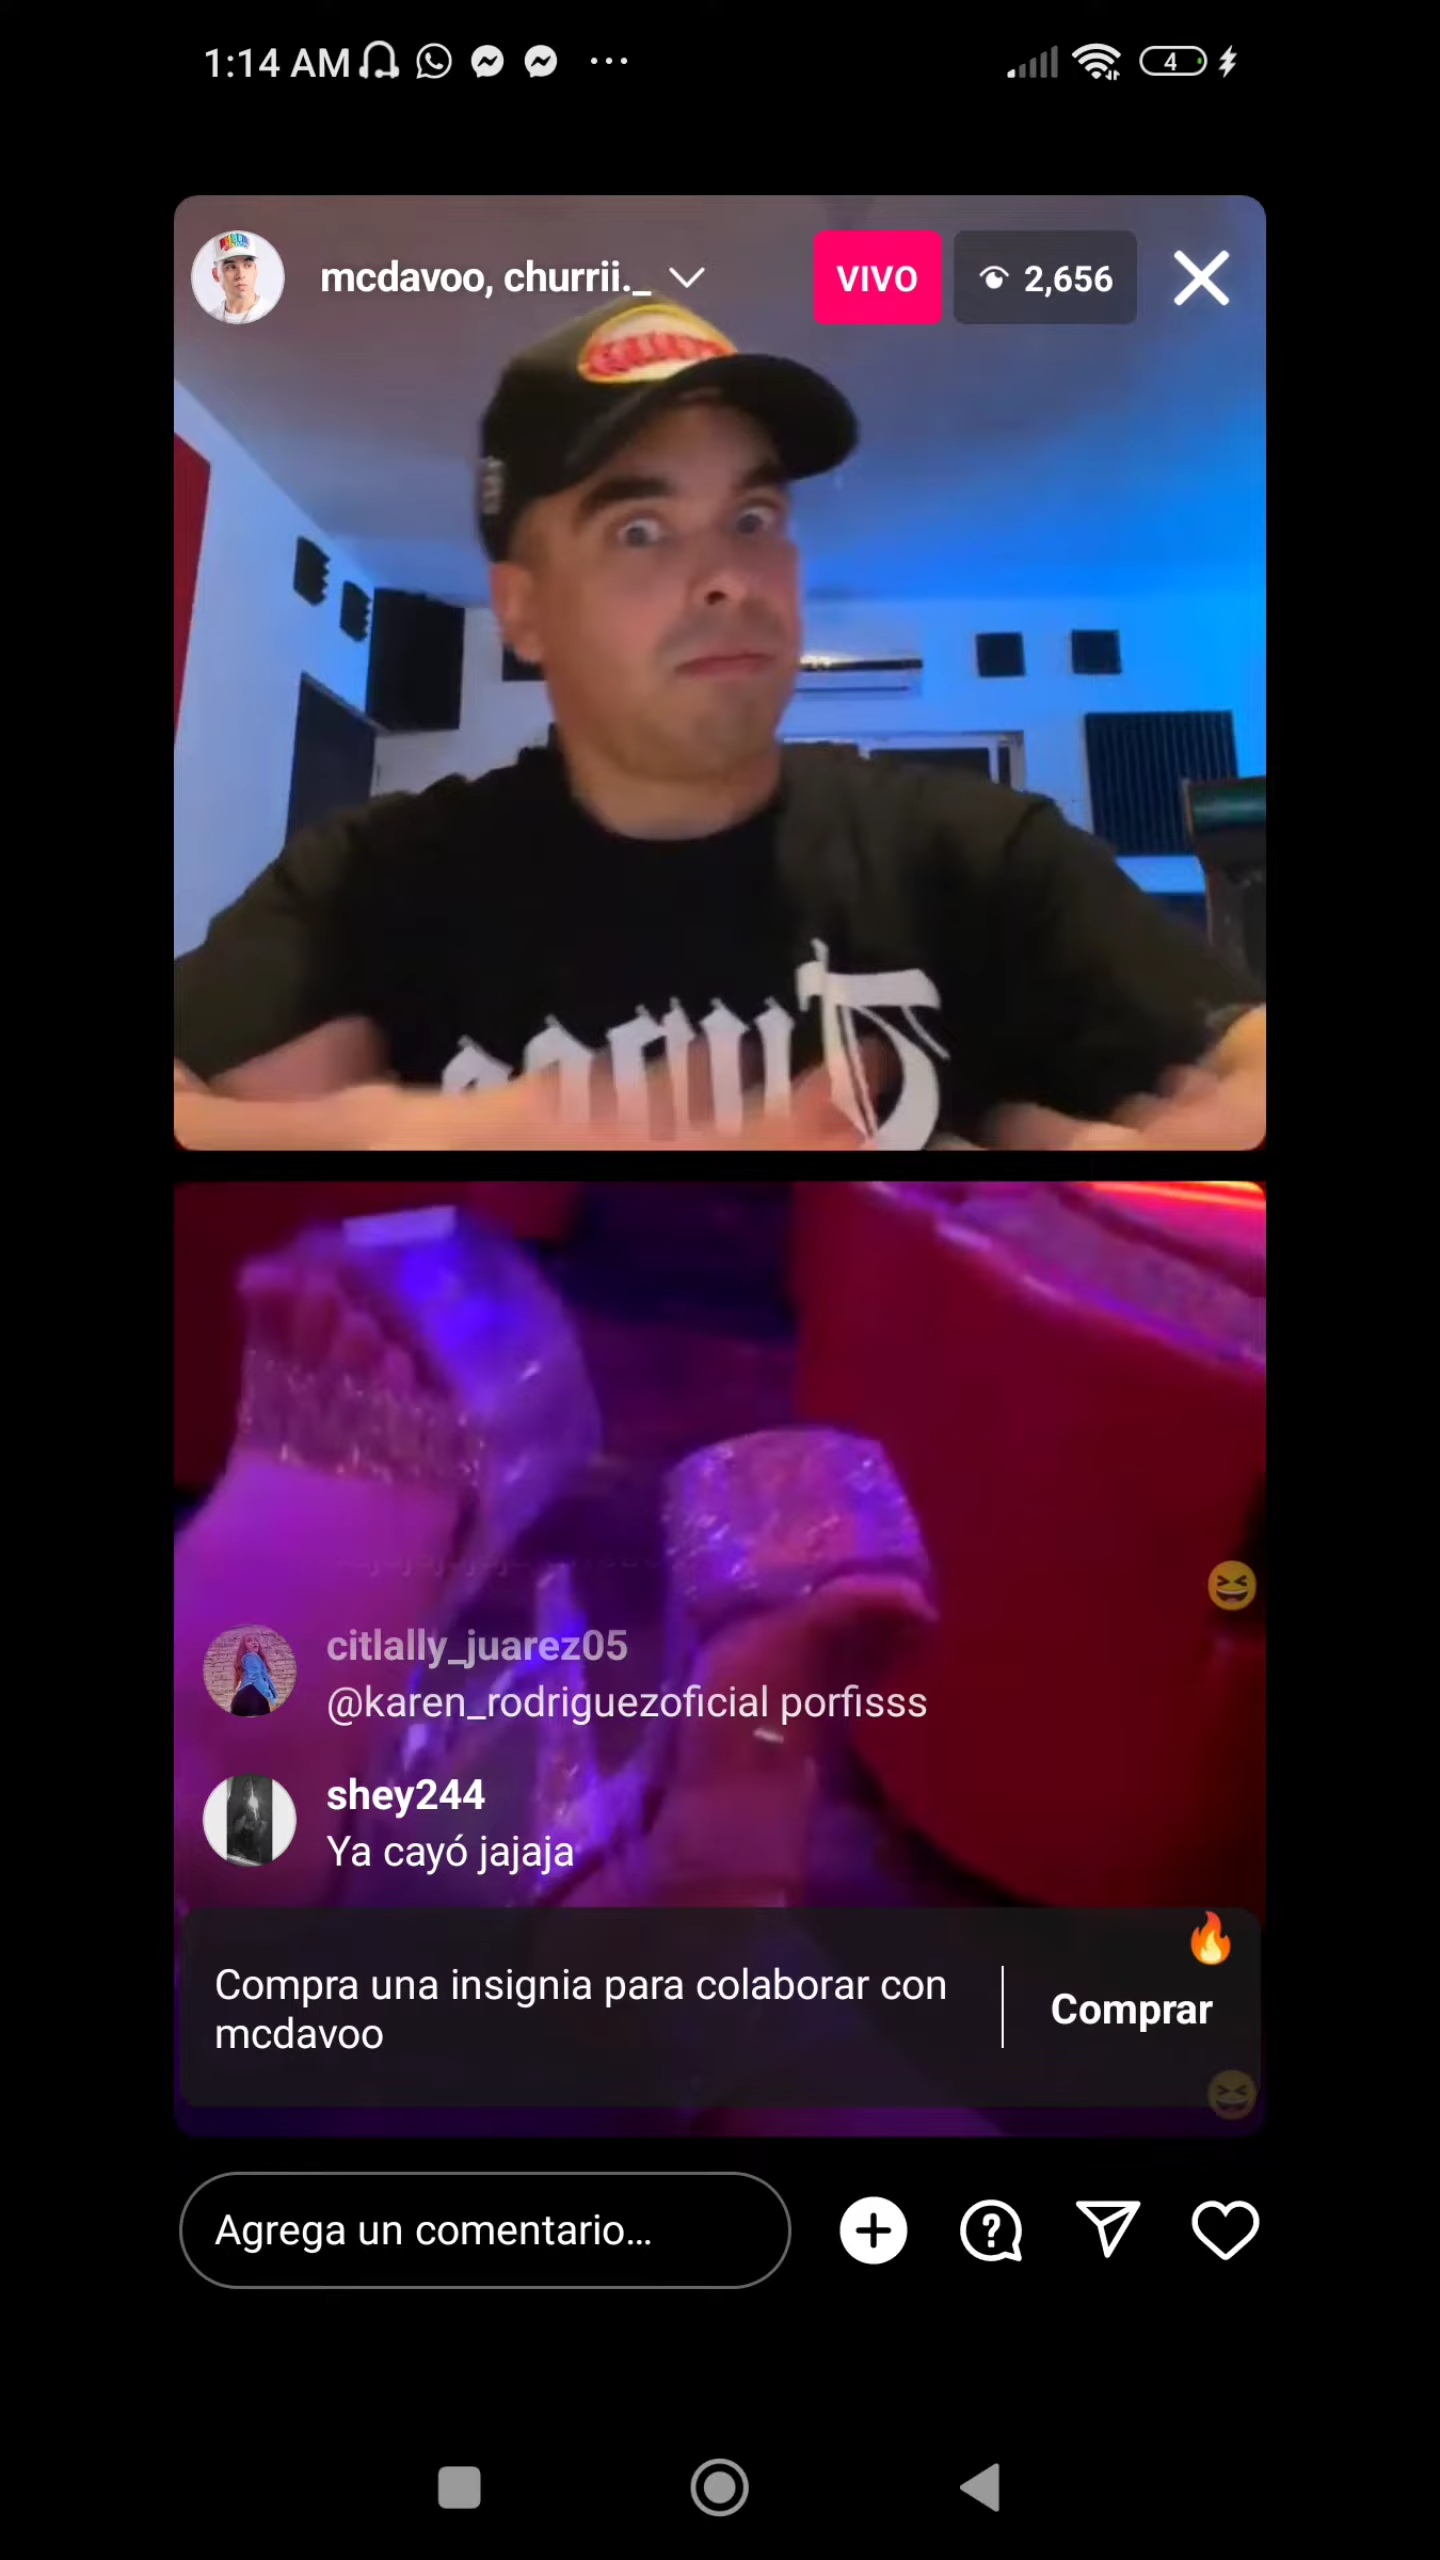 1:14 AM
4
mcdavoo, churrii._
VIVO
2,656
citlally_juarez05
@karen_rodriguezoficial porfisss
shey244
Ya cayó jajaja
Compra una insignia para colaborar con
mcdavoo
Comprar
Agrega un comentario...